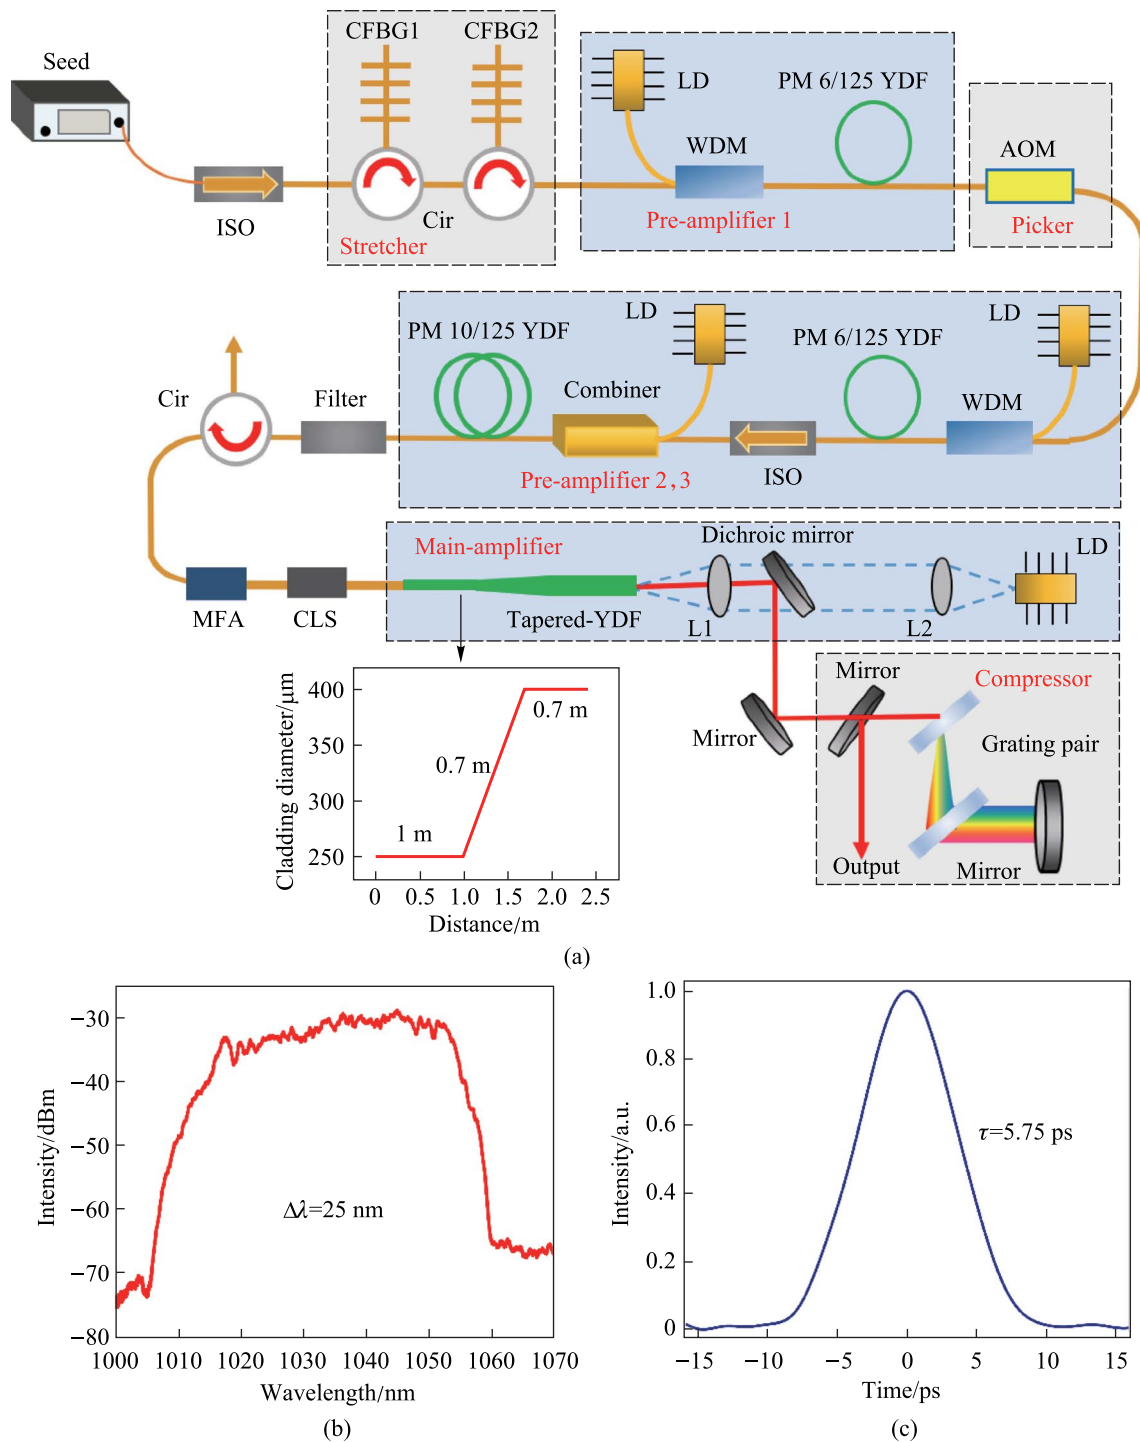 CFBG1
CFBG2
Seed
LD
PM 6/125 YDF
WDM
AOM
ISO
Cir
Stretcher
Pre-amplifier 1
Picker
LD
LD
PM 10/125 YDF
PM 6/125 YDF
Cir
Filter
Combiner
WDM
Pre-amplifier 2,3
ISO
Main-amplifier
Dichroic mirror
LD
MFA
CLS
Tapered-YDF
L1
L2
Mirror
Compressor
Mirror
Grating pair
Output
Mirror
Cladding diameter/μm
400
350
300
250
0.7 m
0.7 m
1 m
0 0.5 1.0 1.5 2.0 2.5
Distance/m
(a)
Intensity/dBm
−30
−40
−50
−60
−70
−80
Δλ=25 nm
1000 1010 1020 1030 1040 1050 1060 1070
Wavelength/nm
(b)
Intensity/a.u.
1.0
0.8
0.6
0.4
0.2
0
τ=5.75 ps
−15 −10 −5 0 5 10 15
Time/ps
(c)